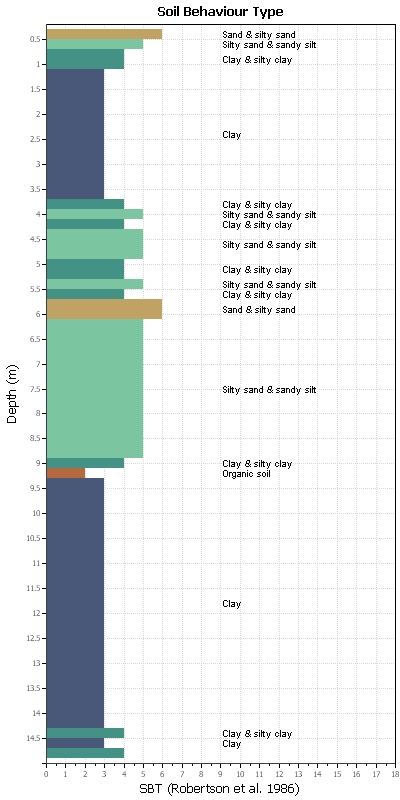 Soil Behaviour Type
0.5
1
1.5
2
2.5
3
3.5
4
4.5
5
5.5
6
6.5
7
7.5
8
8.5
9
9.5
10
10.5
11
11.5
12
12.5
13
13.5
14
14.5
Depth (m)
Sand & silty sand
Silty sand & sandy silt
Clay & silty clay
Clay
Clay & silty clay
Silty sand & sandy silt
Clay & silty clay
Silty sand & sandy silt
Clay & silty clay
Silty sand & sandy silt
Clay & silty clay
Sand & silty sand
Silty sand & sandy silt
Clay & silty clay
Organic soil
Clay
Clay & silty clay
Clay
0 1 2 3 4 5 6 7 8 9 10 11 12 13 14 15 16 17 18
SBT (Robertson et al. 1986)